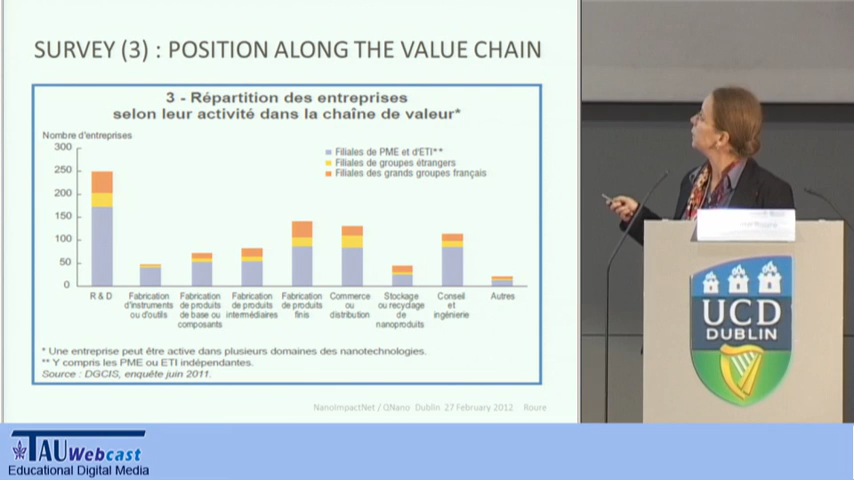 SURVEY (3) : POSITION ALONG THE VALUE CHAIN
3 - Répartition des entreprises
selon leur activité dans la chaîne de valeur*
Nombre d'entreprises
300
250
200
150
100
50
0
Filiales de PME et d'ETI**
Filiales de groupes étrangers
Filiales des grands groupes français
R & D
Fabrication
d'instruments
ou d'outils
Fabrication
de produits
de base ou
composants
Fabrication
de produits
intermédiaires
Fabrication
de produits
finis
Commerce
ou
distribution
Stockage
ou recyclage
de
nanoproduits
Conseil
et
ingénierie
Autres
* Une entreprise peut être active dans plusieurs domaines des nanotechnologies.
** Y compris les PME ou ETI indépendantes.
Source : DGCIS, enquête juin 2011.
NanoImpactNet / QNano Dublin 27 February 2012 Roure
UCD
DUBLIN
TAU Webcast
Educational Digital Media